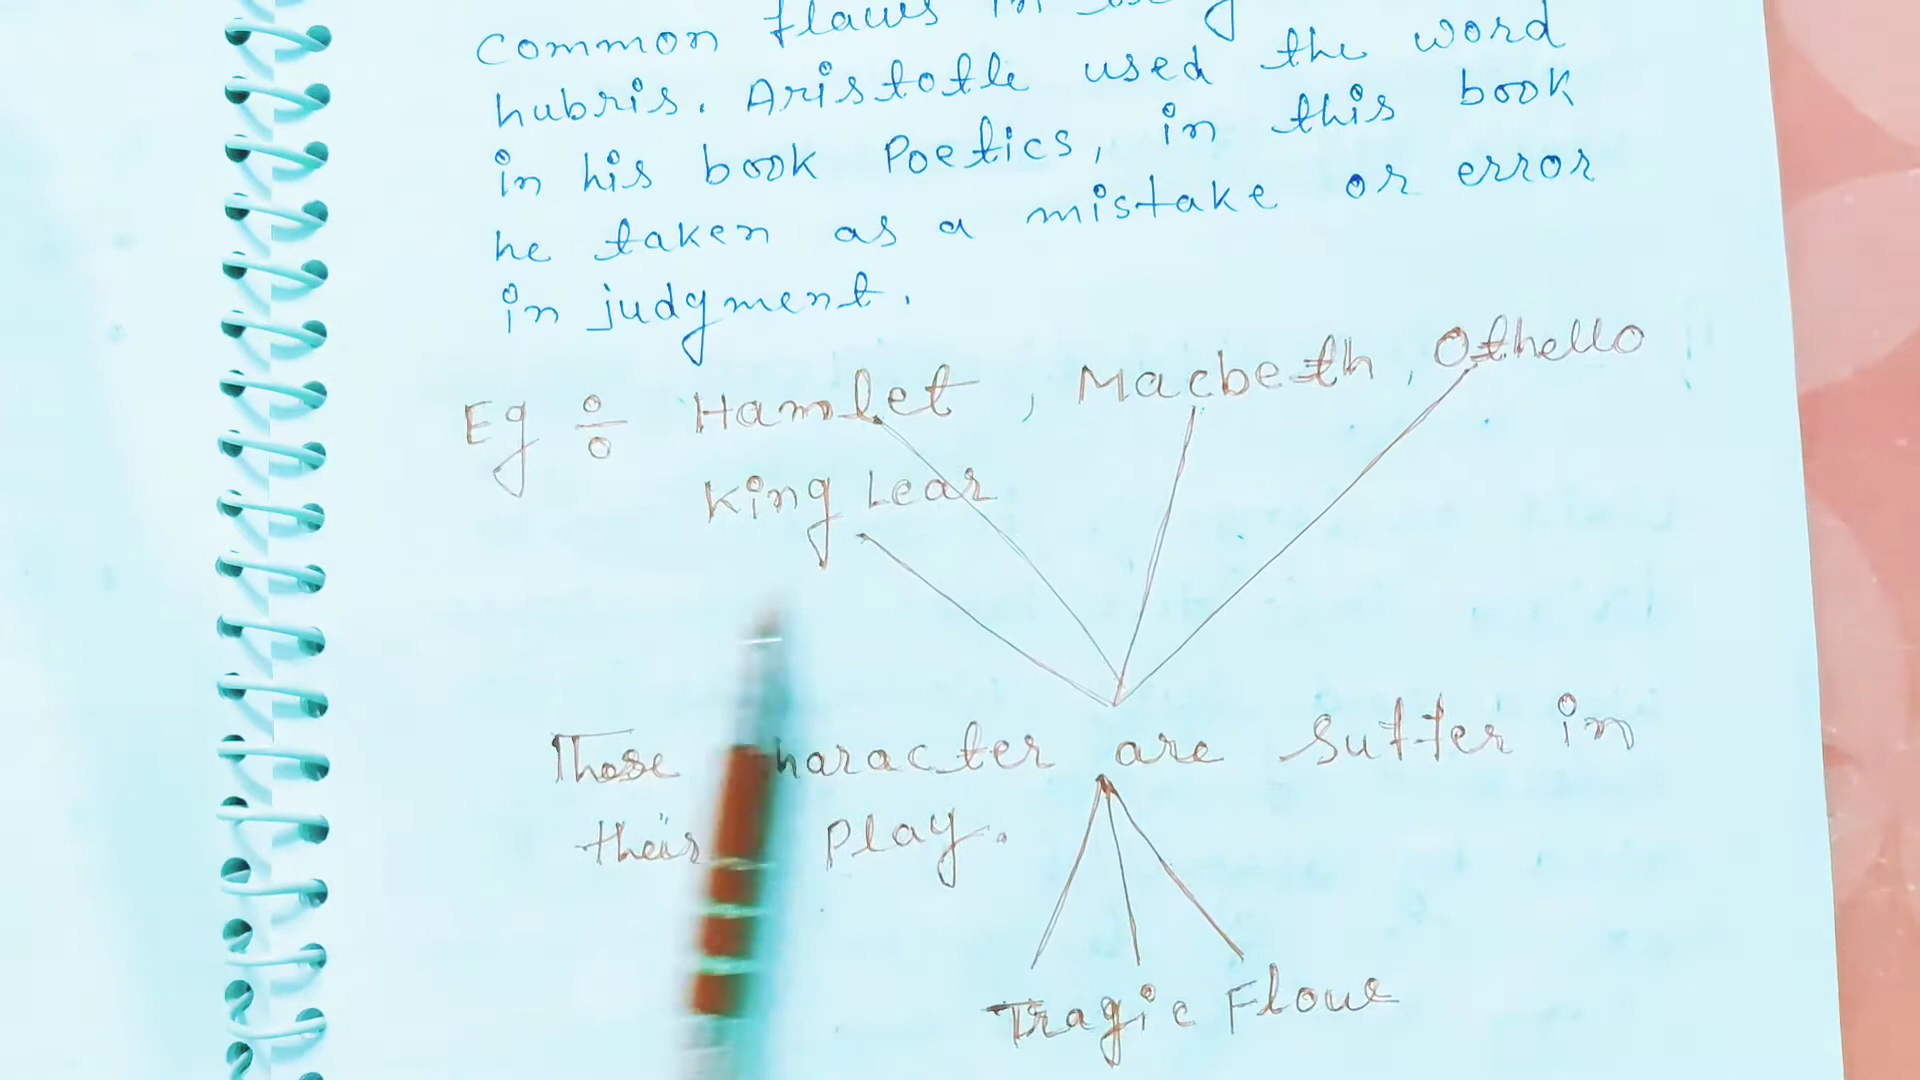 common flaws in
hubris. Aristotle used the word
in his book Poetics, in this book
he taken as a mistake or error
in judgment.
Eg ÷ Hamlet, Macbeth, Othello
King Lear
These character are suffer in
their play.
Tragic Flowe